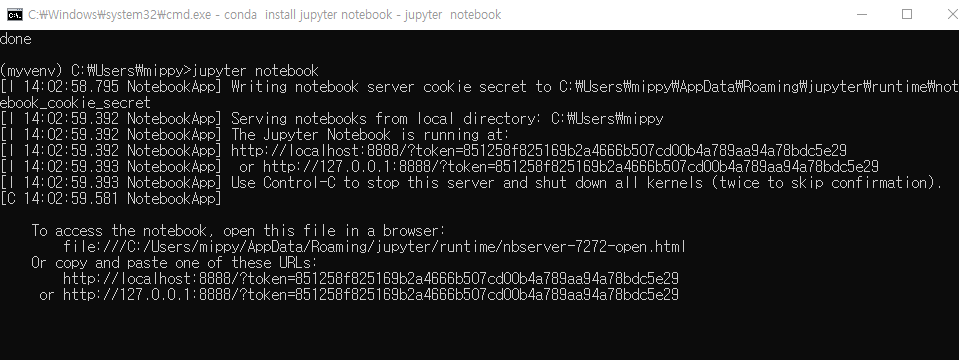 C:₩Windows₩system32₩cmd.exe - conda  install jupyter notebook - jupyter  notebook
done
(myvenv) C:₩Users₩mippy>jupyter notebook
[I 14:02:58.795 NotebookApp] Writing notebook server cookie secret to C:₩Users₩mippy₩AppData₩Roaming₩jupyter₩runtime₩not
ebook_cookie_secret
[I 14:02:59.392 NotebookApp] Serving notebooks from local directory: C:₩Users₩mippy
[I 14:02:59.392 NotebookApp] The Jupyter Notebook is running at:
[I 14:02:59.392 NotebookApp] http://localhost:8888/?token=851258f825169b2a4666b507cd00b4a789aa94a78bdc5e29
[I 14:02:59.393 NotebookApp]  or http://127.0.0.1:8888/?token=851258f825169b2a4666b507cd00b4a789aa94a78bdc5e29
[I 14:02:59.393 NotebookApp] Use Control-C to stop this server and shut down all kernels (twice to skip confirmation).
[C 14:02:59.581 NotebookApp]
To access the notebook, open this file in a browser:
file:///C:/Users/mippy/AppData/Roaming/jupyter/runtime/nbserver-7272-open.html
Or copy and paste one of these URLs:
http://localhost:8888/?token=851258f825169b2a4666b507cd00b4a789aa94a78bdc5e29
or http://127.0.0.1:8888/?token=851258f825169b2a4666b507cd00b4a789aa94a78bdc5e29